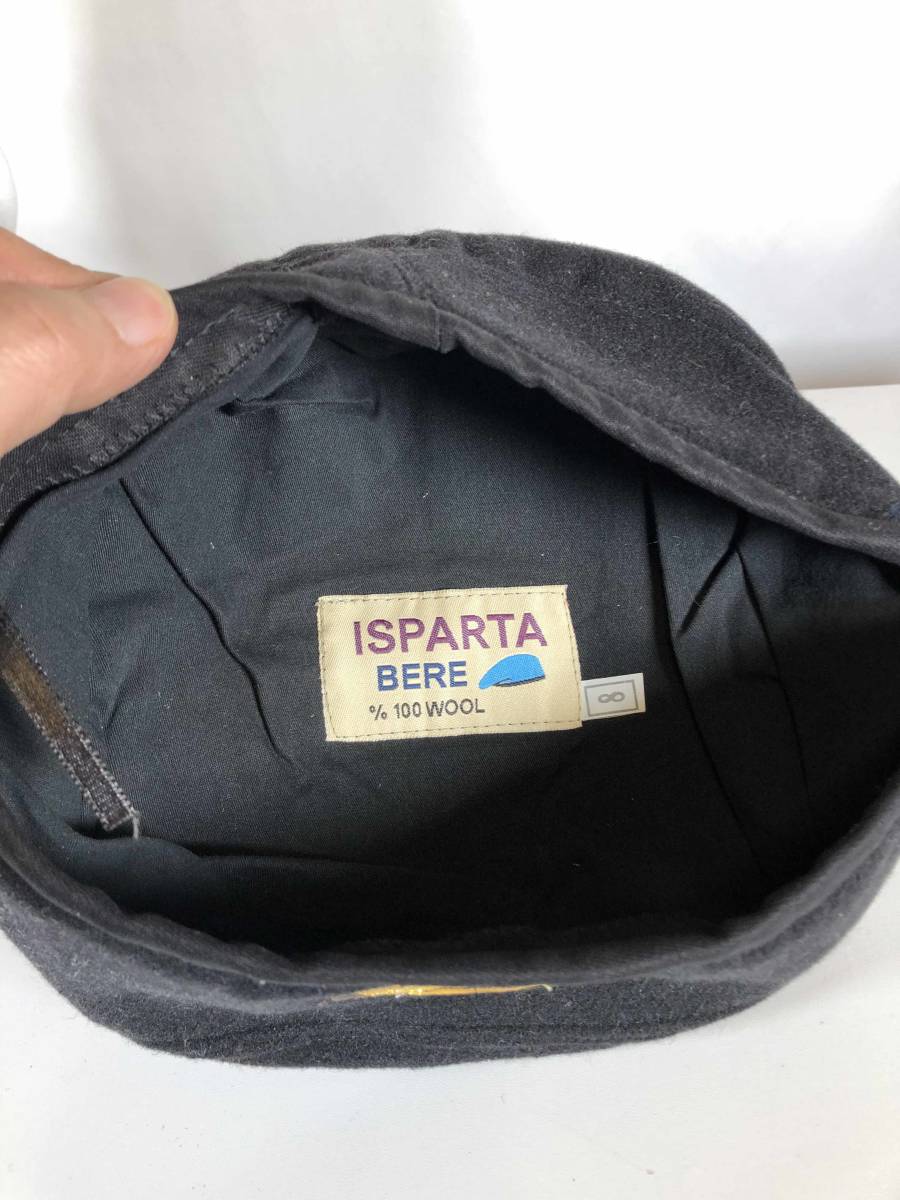 ISPARTA
BERE
% 100 WOOL
8